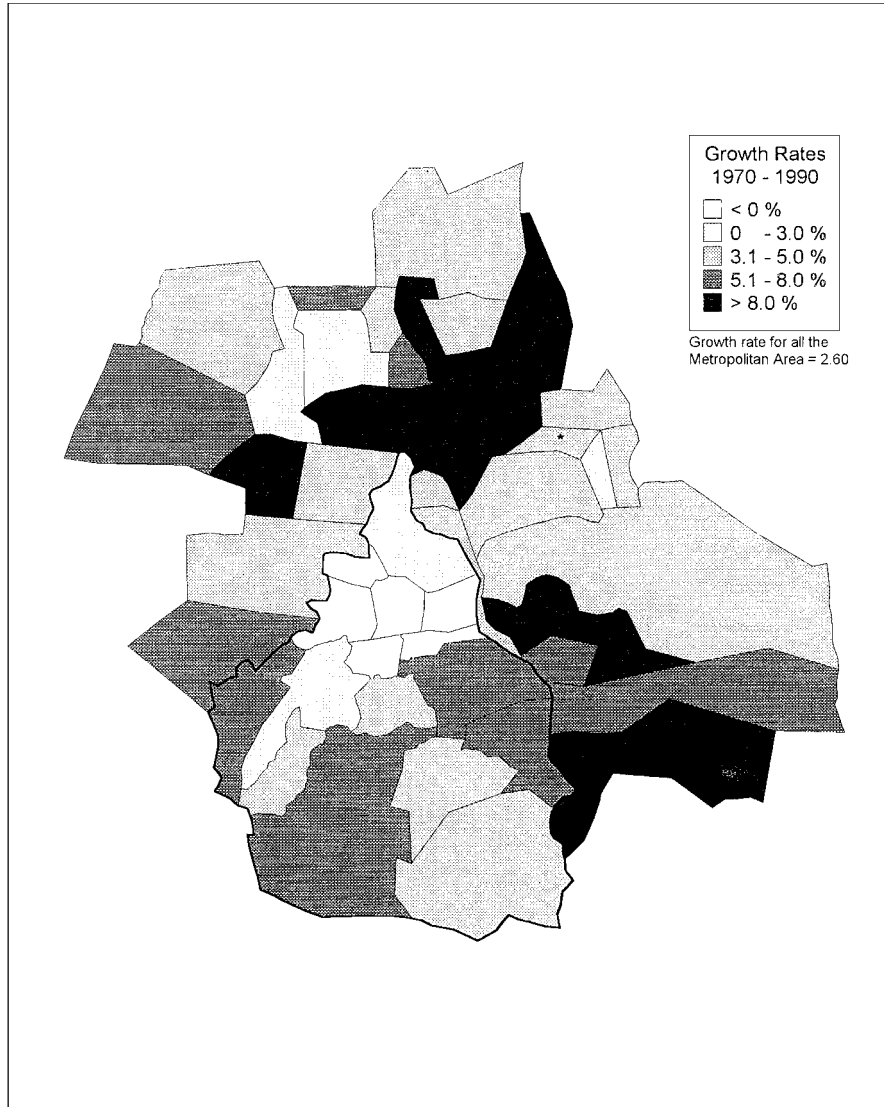 Growth Rates
1970 - 1990
< 0 %
0 - 3.0 %
3.1 - 5.0 %
5.1 - 8.0 %
> 8.0 %
Growth rate for all the
Metropolitan Area = 2.60
*